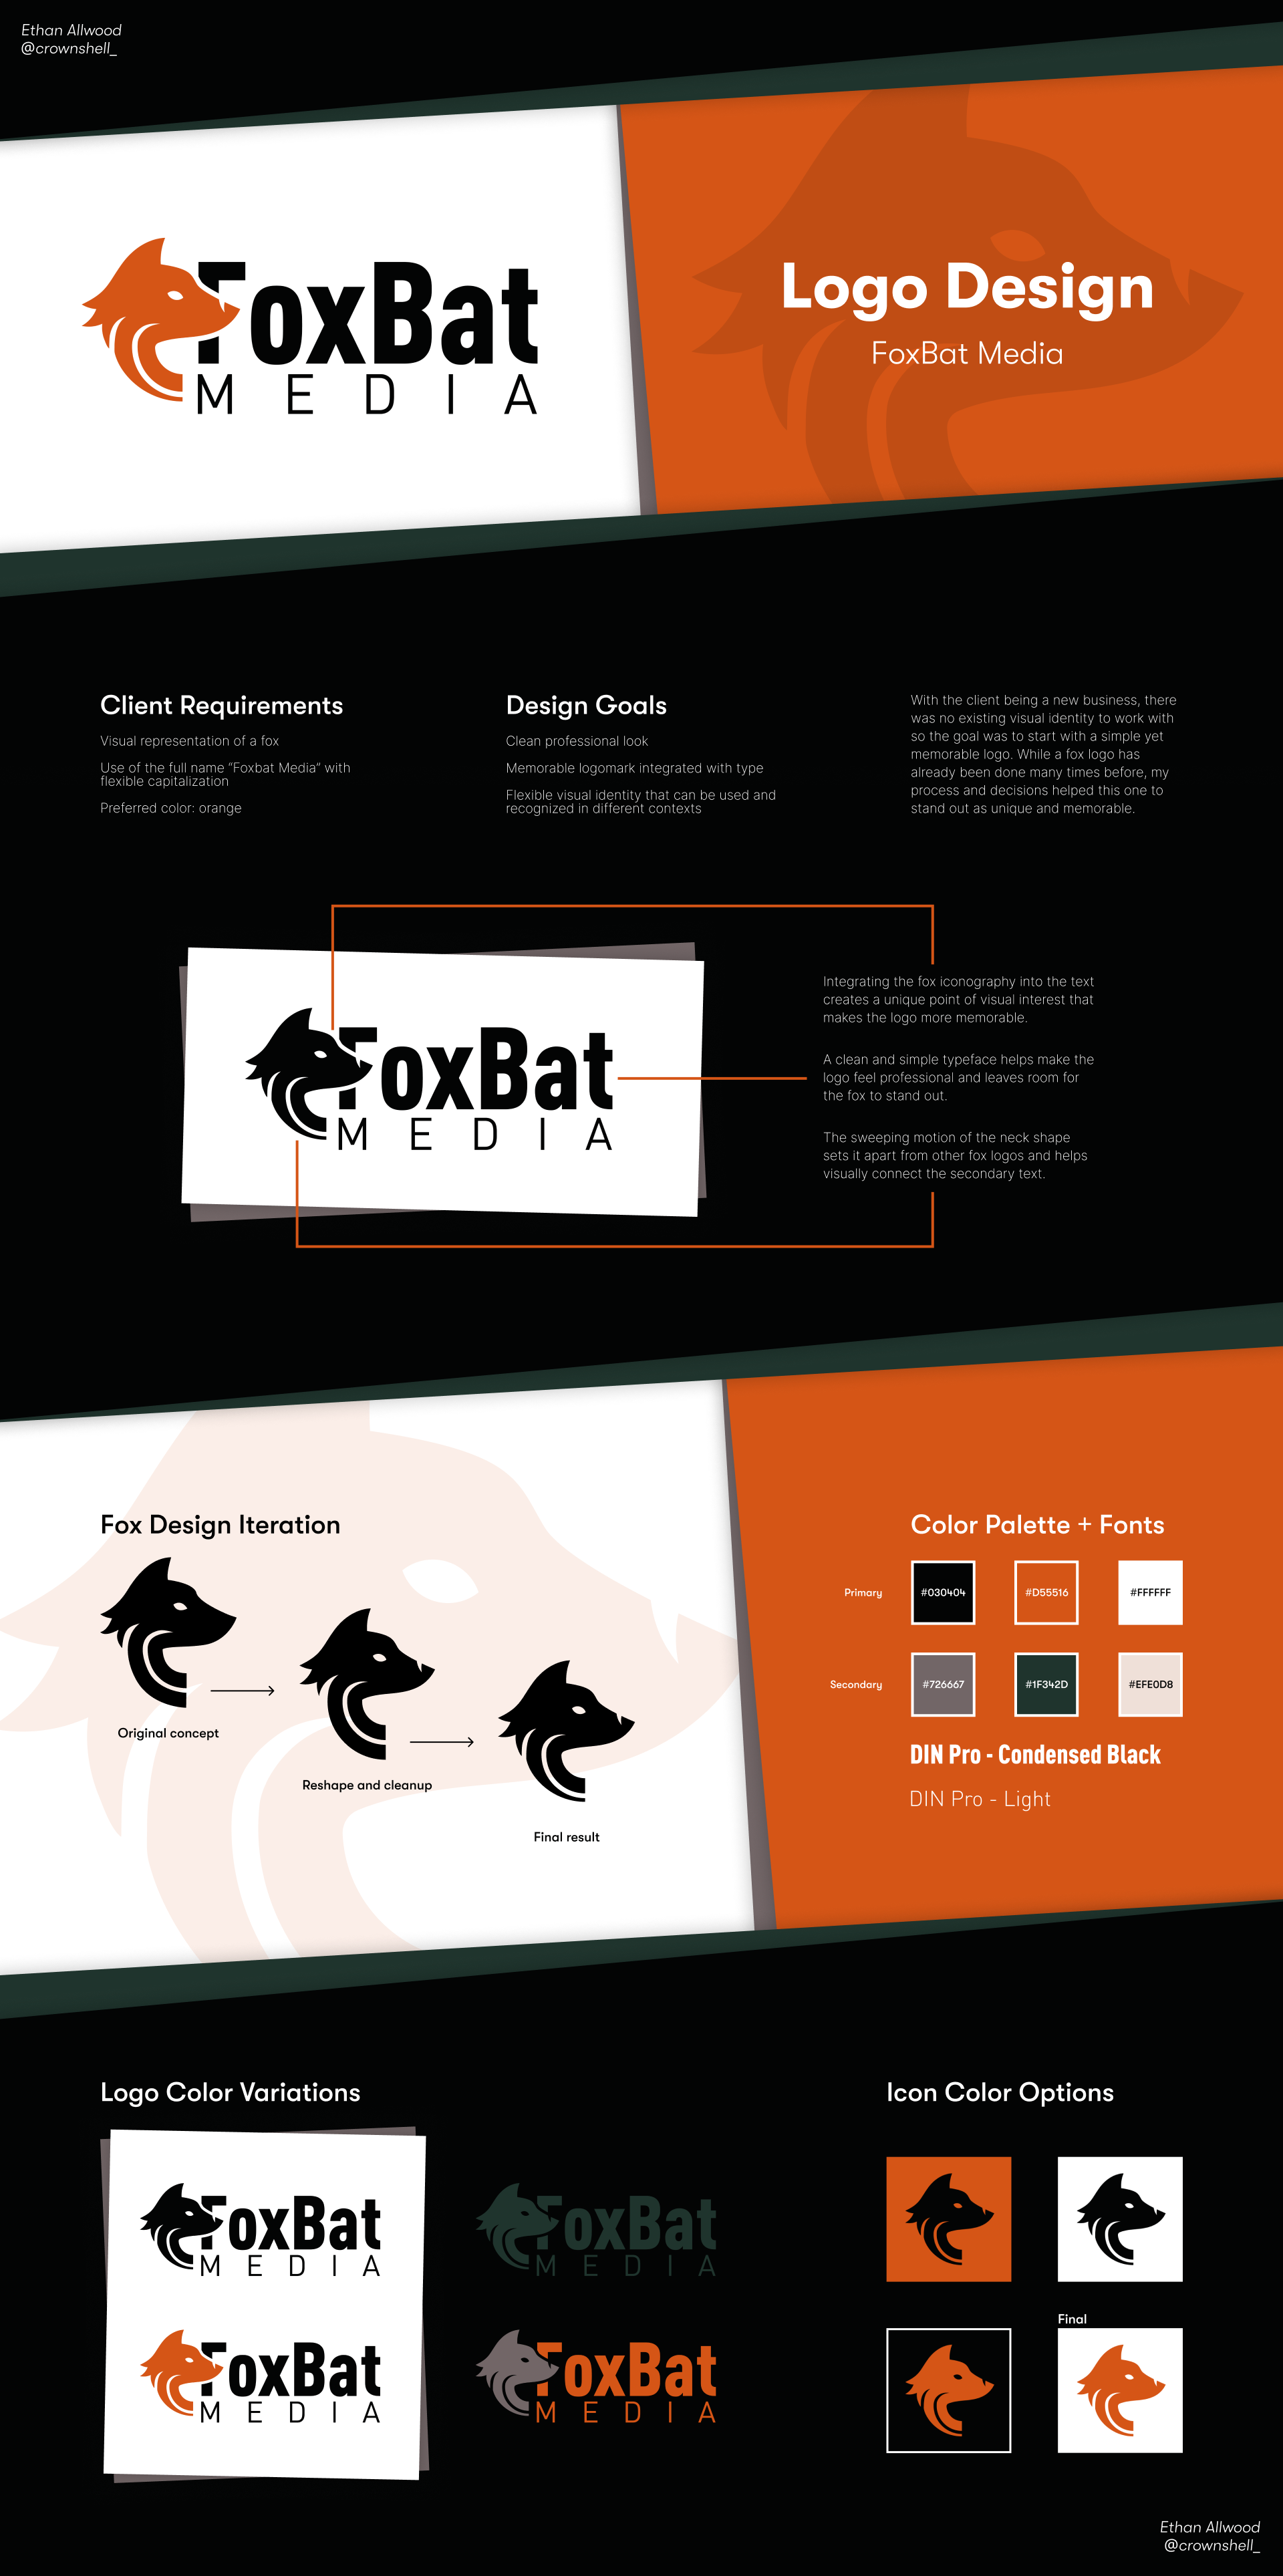 Ethan Allwood
@crownshell_
FoxBat
MEDIA
Logo Design
FoxBat Media
Client Requirements
Visual representation of a fox
Use of the full name “Foxbat Media” with
flexible capitalization
Preferred color: orange
Design Goals
Clean professional look
Memorable logomark integrated with type
Flexible visual identity that can be used and
recognized in different contexts
With the client being a new business, there
was no existing visual identity to work with
so the goal was to start with a simple yet
memorable logo. While a fox logo has
already been done many times before, my
process and decisions helped this one to
stand out as unique and memorable.
FoxBat
MEDIA
Integrating the fox iconography into the text
creates a unique point of visual interest that
makes the logo more memorable.
A clean and simple typeface helps make the
logo feel professional and leaves room for
the fox to stand out.
The sweeping motion of the neck shape
sets it apart from other fox logos and helps
visually connect the secondary text.
Fox Design Iteration
Original concept
Reshape and cleanup
Final result
Color Palette + Fonts
Primary
#030404
#D55516
#FFFFFF
Secondary
#726667
#1F342D
#EFE0D8
DIN Pro - Condensed Black
DIN Pro - Light
Logo Color Variations
FoxBat
MEDIA
FoxBat
MEDIA
FoxBat
MEDIA
FoxBat
MEDIA
Icon Color Options
Final
Ethan Allwood
@crownshell_